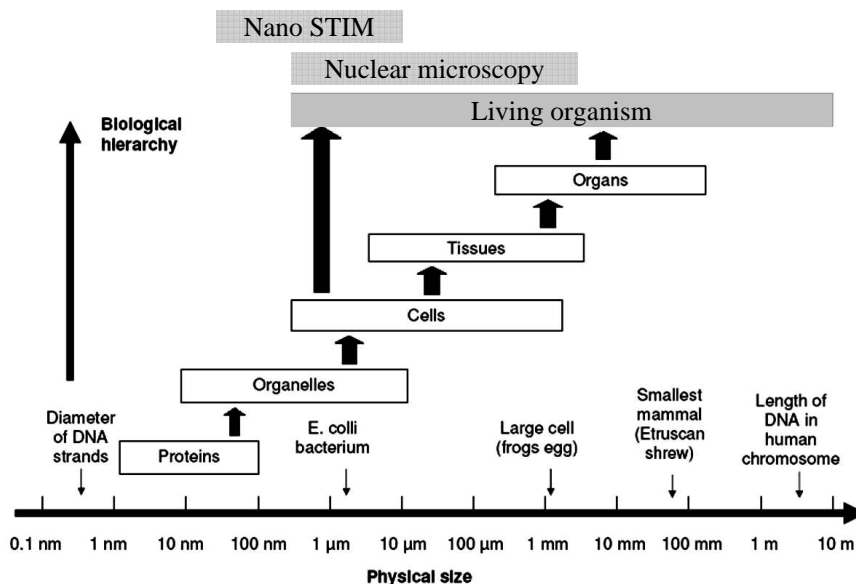 Nano STIM
Nuclear microscopy
Living organism
Biological
hierarchy
Organs
Tissues
Cells
Organelles
Proteins
Diameter
of DNA
strands
E. colli
bacterium
Large cell
(frogs egg)
Smallest
mammal
(Etruscan
shrew)
Length of
DNA in
human
chromosome
0.1 nm 1 nm 10 nm 100 nm 1 µm 10 µm 100 µm 1 mm 10 mm 100 mm 1 m 10 m
Physical size